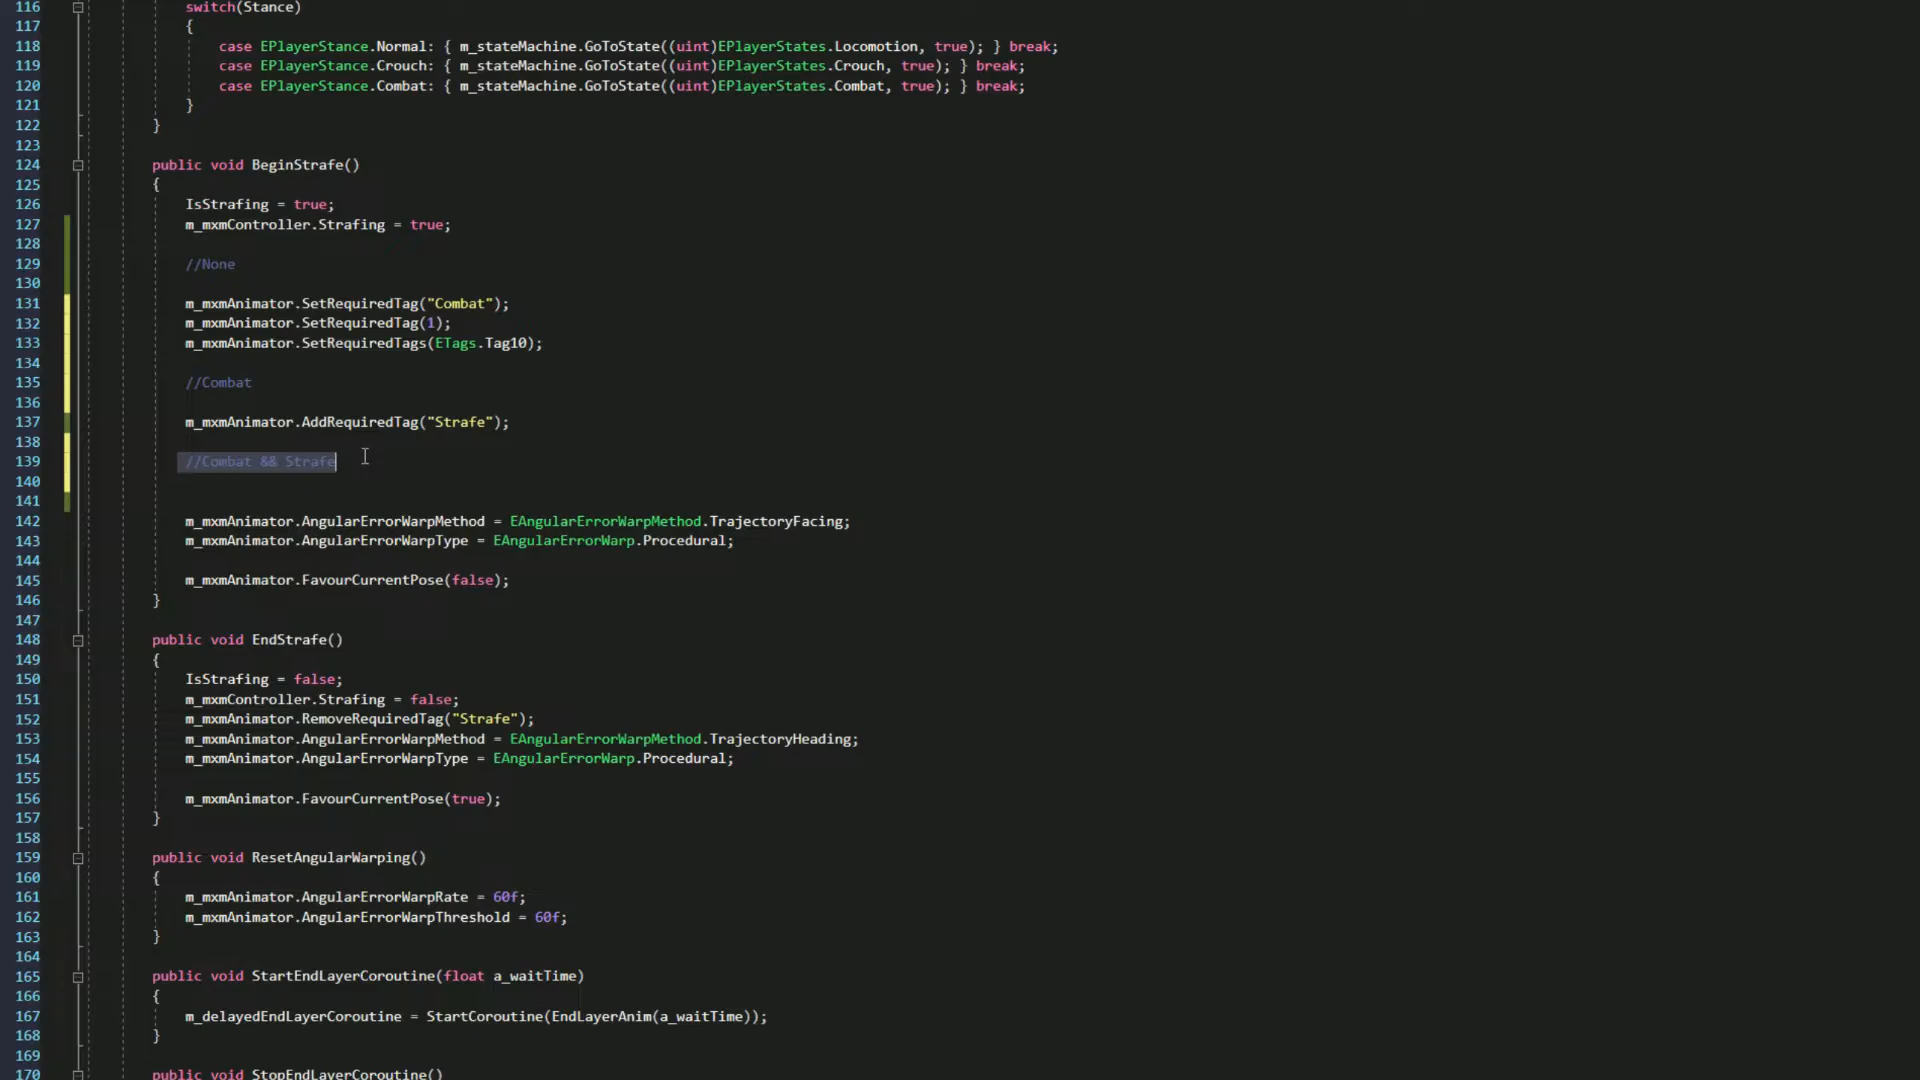 116 switch(Stance)
117 {
118 case EPlayerStance.Normal: { m_stateMachine.GoToState((uint)EPlayerStates.Locomotion, true); } break;
119 case EPlayerStance.Crouch: { m_stateMachine.GoToState((uint)EPlayerStates.Crouch, true); } break;
120 case EPlayerStance.Combat: { m_stateMachine.GoToState((uint)EPlayerStates.Combat, true); } break;
121 }
122 }
123
124 public void BeginStrafe()
125 {
126 IsStrafing = true;
127 m_mxmController.Strafing = true;
128
129 //None
130
131 m_mxmAnimator.SetRequiredTag("Combat");
132 m_mxmAnimator.SetRequiredTag(1);
133 m_mxmAnimator.SetRequiredTags(ETags.Tag10);
134
135 //Combat
136
137 m_mxmAnimator.AddRequiredTag("Strafe");
138
139 //Combat && Strafe
140
141
142 m_mxmAnimator.AngularErrorWarpMethod = EAngularErrorWarpMethod.TrajectoryFacing;
143 m_mxmAnimator.AngularErrorWarpType = EAngularErrorWarp.Procedural;
144
145 m_mxmAnimator.FavourCurrentPose(false);
146 }
147
148 public void EndStrafe()
149 {
150 IsStrafing = false;
151 m_mxmController.Strafing = false;
152 m_mxmAnimator.RemoveRequiredTag("Strafe");
153 m_mxmAnimator.AngularErrorWarpMethod = EAngularErrorWarpMethod.TrajectoryHeading;
154 m_mxmAnimator.AngularErrorWarpType = EAngularErrorWarp.Procedural;
155
156 m_mxmAnimator.FavourCurrentPose(true);
157 }
158
159 public void ResetAngularWarping()
160 {
161 m_mxmAnimator.AngularErrorWarpRate = 60f;
162 m_mxmAnimator.AngularErrorWarpThreshold = 60f;
163 }
164
165 public void StartEndLayerCoroutine(float a_waitTime)
166 {
167 m_delayedEndLayerCoroutine = StartCoroutine(EndLayerAnim(a_waitTime));
168 }
169
170 public void StopEndLayerCoroutine()